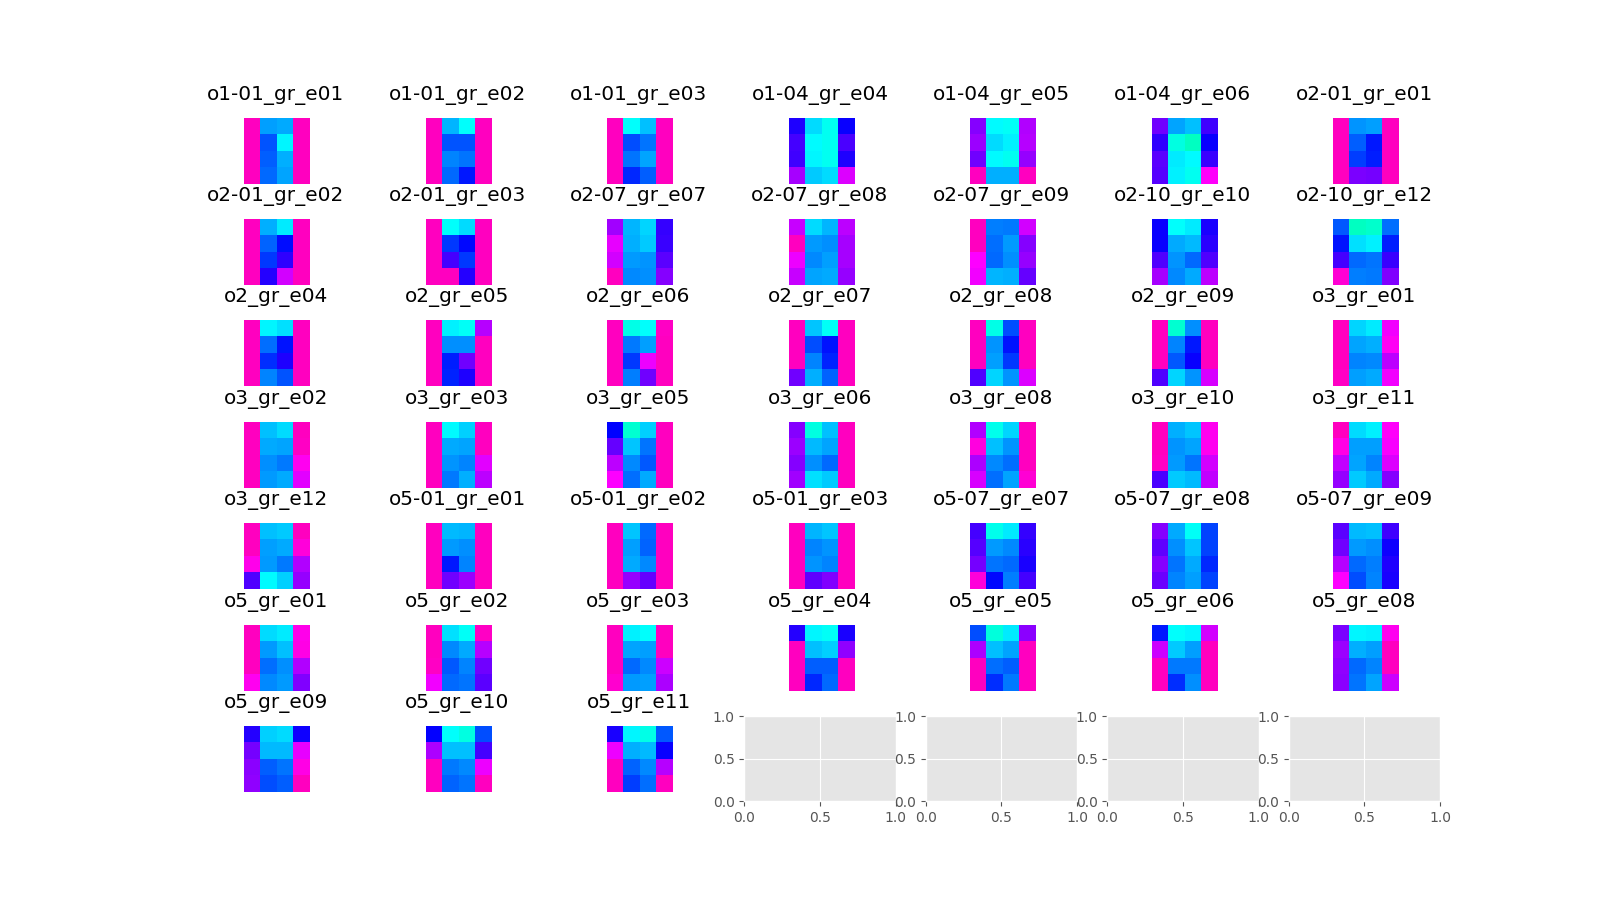 o1-01_gr_e01 o1-01_gr_e02 o1-01_gr_e03 o1-04_gr_e04 o1-04_gr_e05 o1-04_gr_e06 o2-01_gr_e01
o2-01_gr_e02 o2-01_gr_e03 o2-07_gr_e07 o2-07_gr_e08 o2-07_gr_e09 o2-10_gr_e10 o2-10_gr_e12
o2_gr_e04 o2_gr_e05 o2_gr_e06 o2_gr_e07 o2_gr_e08 o2_gr_e09 o3_gr_e01
o3_gr_e02 o3_gr_e03 o3_gr_e05 o3_gr_e06 o3_gr_e08 o3_gr_e10 o3_gr_e11
o3_gr_e12 o5-01_gr_e01 o5-01_gr_e02 o5-01_gr_e03 o5-07_gr_e07 o5-07_gr_e08 o5-07_gr_e09
o5_gr_e01 o5_gr_e02 o5_gr_e03 o5_gr_e04 o5_gr_e05 o5_gr_e06 o5_gr_e08
o5_gr_e09 o5_gr_e10 o5_gr_e11
1.0 1.0 1.0 1.0
0.5 0.5 0.5 0.5
0.0 0.0 0.0 0.0
0.0 0.5 1.0 0.0 0.5 1.0 0.0 0.5 1.0 0.0 0.5 1.0